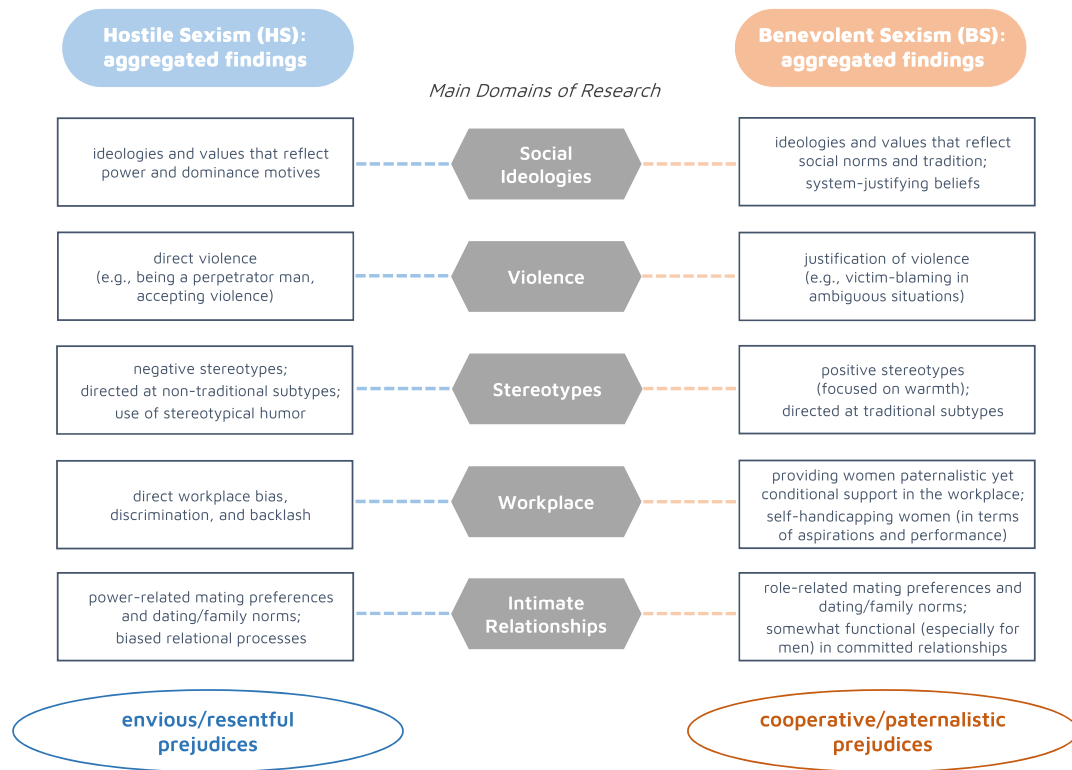 Hostile Sexism (HS):
aggregated findings
Benevolent Sexism (BS):
aggregated findings
Main Domains of Research
ideologies and values that reflect
power and dominance motives
Social
Ideologies
ideologies and values that reflect
social norms and tradition;
system-justifying beliefs
direct violence
(e.g., being a perpetrator man,
accepting violence)
Violence
justification of violence
(e.g., victim-blaming in
ambiguous situations)
negative stereotypes;
directed at non-traditional subtypes;
use of stereotypical humor
Stereotypes
positive stereotypes
(focused on warmth);
directed at traditional subtypes
direct workplace bias,
discrimination, and backlash
Workplace
providing women paternalistic yet
conditional support in the workplace;
self-handicapping women (in terms
of aspirations and performance)
power-related mating preferences
and dating/family norms;
biased relational processes
Intimate
Relationships
role-related mating preferences and
dating/family norms;
somewhat functional (especially for
men) in committed relationships
envious/resentful
prejudices
cooperative/paternalistic
prejudices